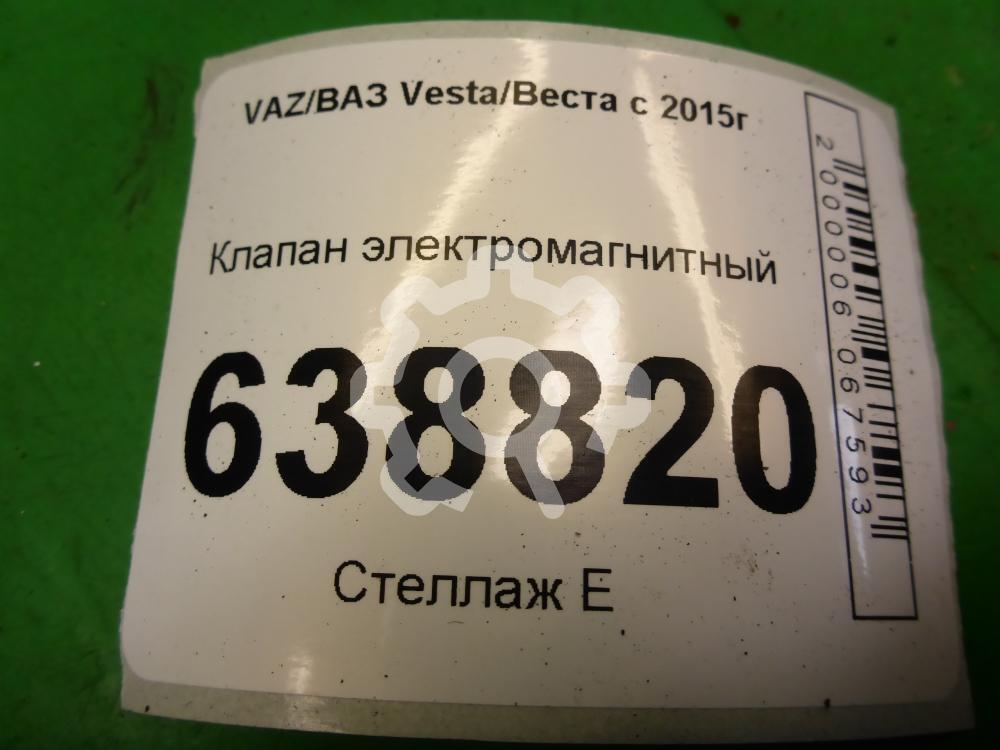 VAZ/ВАЗ Vesta/Веста с 2015г
Клапан электромагнитный
638820
Стеллаж Е
2000006067593